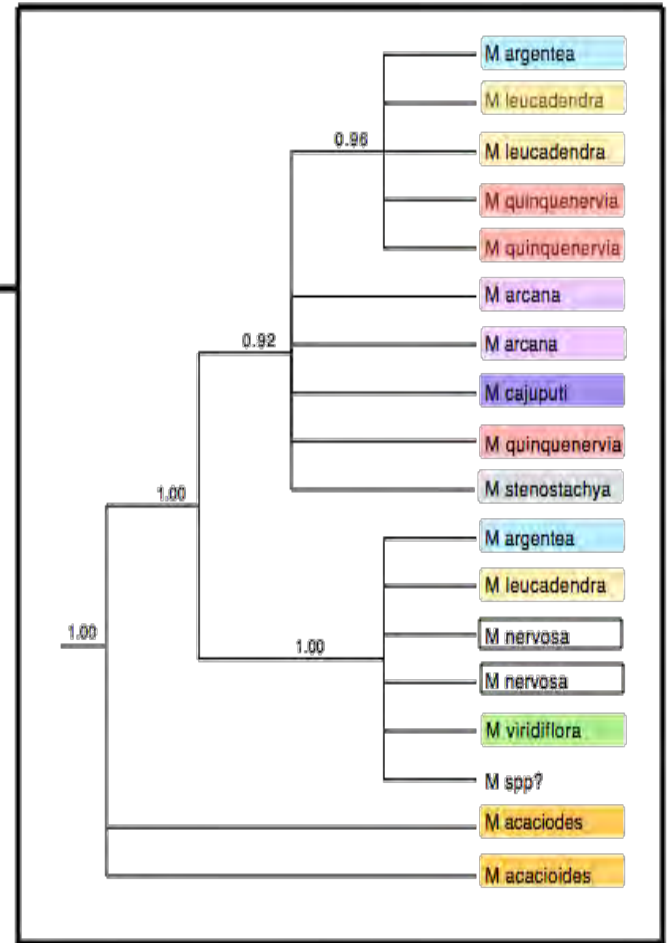 M argentea
M leucadendra
0.96
M leucadendra
M quinquenervia
M quinquenervia
M arcana
0.92
M arcana
M cajuputi
M quinquenervia
1.00
M stenostachya
M argentea
M leucadendra
1.00
M nervosa
1.00
M nervosa
M viridiflora
M spp?
M acaciodes
M acacioides